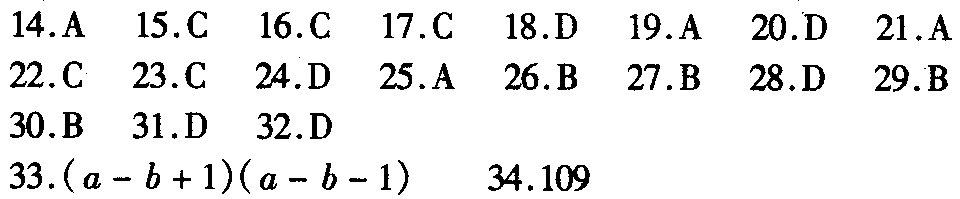 14.A 15.C 16.C 17.C 18.D 19.A 20.D 21.A
22.C 23.C 24.D 25.A 26.B 27.B 28.D 29.B
30.B 31.D 32.D
33.(a-b+1)(a-b-1) 34.109